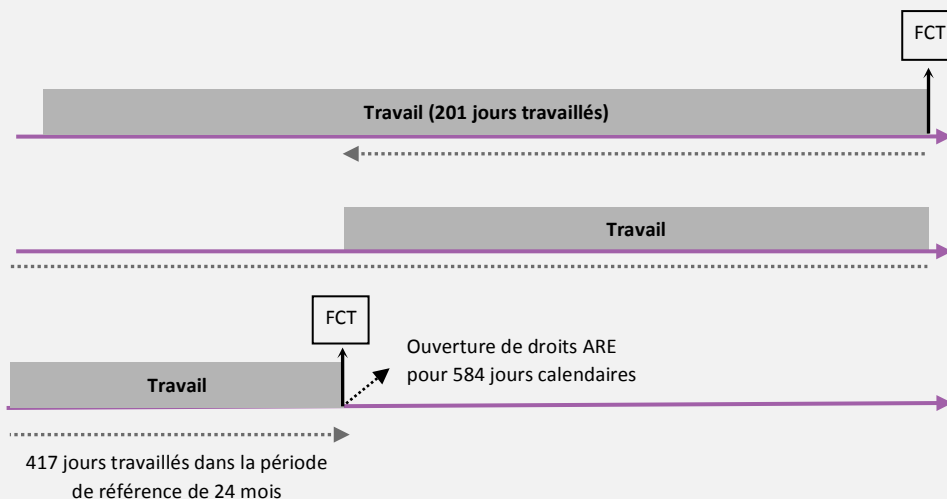 FCT
Travail (201 jours travaillés)
Travail
FCT
Ouverture de droits ARE
pour 584 jours calendaires
Travail
417 jours travaillés dans la période
de référence de 24 mois